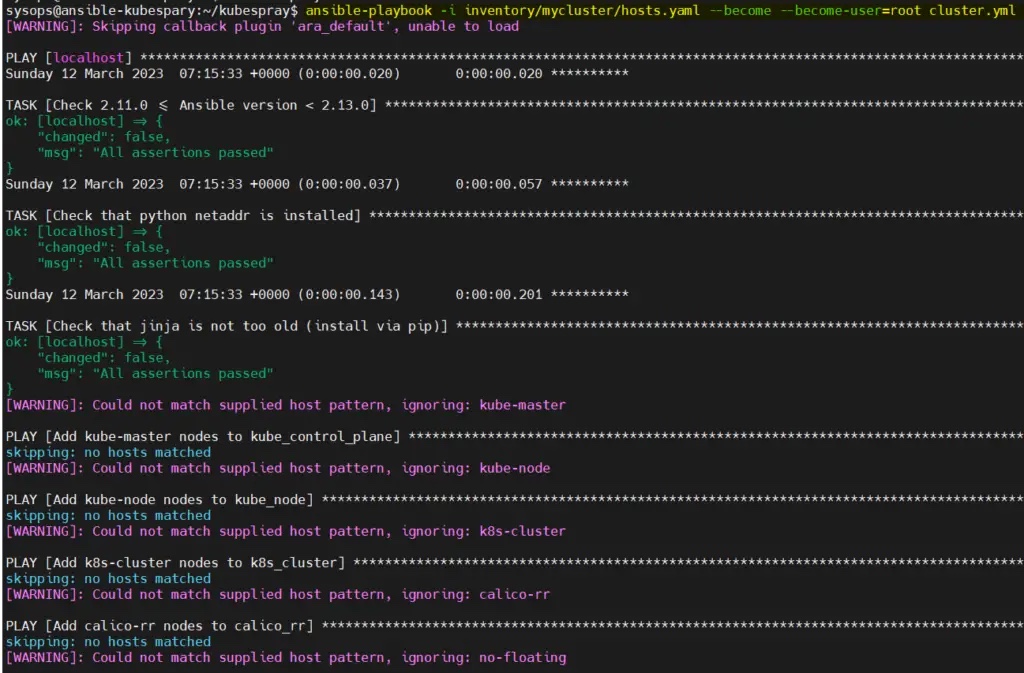 sysops@ansible-kubespary:~/kubespray$ ansible-playbook -i inventory/mycluster/hosts.yaml --become --become-user=root cluster.yml
[WARNING]: Skipping callback plugin 'ara_default', unable to load
PLAY [localhost] ****************************************************************************************************************
Sunday 12 March 2023  07:15:33 +0000 (0:00:00.020)       0:00:00.020 **********
TASK [Check 2.11.0 ≤ Ansible version < 2.13.0] *********************************************************************************
ok: [localhost] ⇒ {
    "changed": false,
    "msg": "All assertions passed"
}
Sunday 12 March 2023  07:15:33 +0000 (0:00:00.037)       0:00:00.057 **********
TASK [Check that python netaddr is installed] ***********************************************************************************
ok: [localhost] ⇒ {
    "changed": false,
    "msg": "All assertions passed"
}
Sunday 12 March 2023  07:15:33 +0000 (0:00:00.143)       0:00:00.201 **********
TASK [Check that jinja is not too old (install via pip)] ************************************************************************
ok: [localhost] ⇒ {
    "changed": false,
    "msg": "All assertions passed"
}
[WARNING]: Could not match supplied host pattern, ignoring: kube-master
PLAY [Add kube-master nodes to kube_control_plane] ******************************************************************************
skipping: no hosts matched
[WARNING]: Could not match supplied host pattern, ignoring: kube-node
PLAY [Add kube-node nodes to kube_node] *****************************************************************************************
skipping: no hosts matched
[WARNING]: Could not match supplied host pattern, ignoring: k8s-cluster
PLAY [Add k8s-cluster nodes to k8s_cluster] *************************************************************************************
skipping: no hosts matched
[WARNING]: Could not match supplied host pattern, ignoring: calico-rr
PLAY [Add calico-rr nodes to calico_rr] *****************************************************************************************
skipping: no hosts matched
[WARNING]: Could not match supplied host pattern, ignoring: no-floating